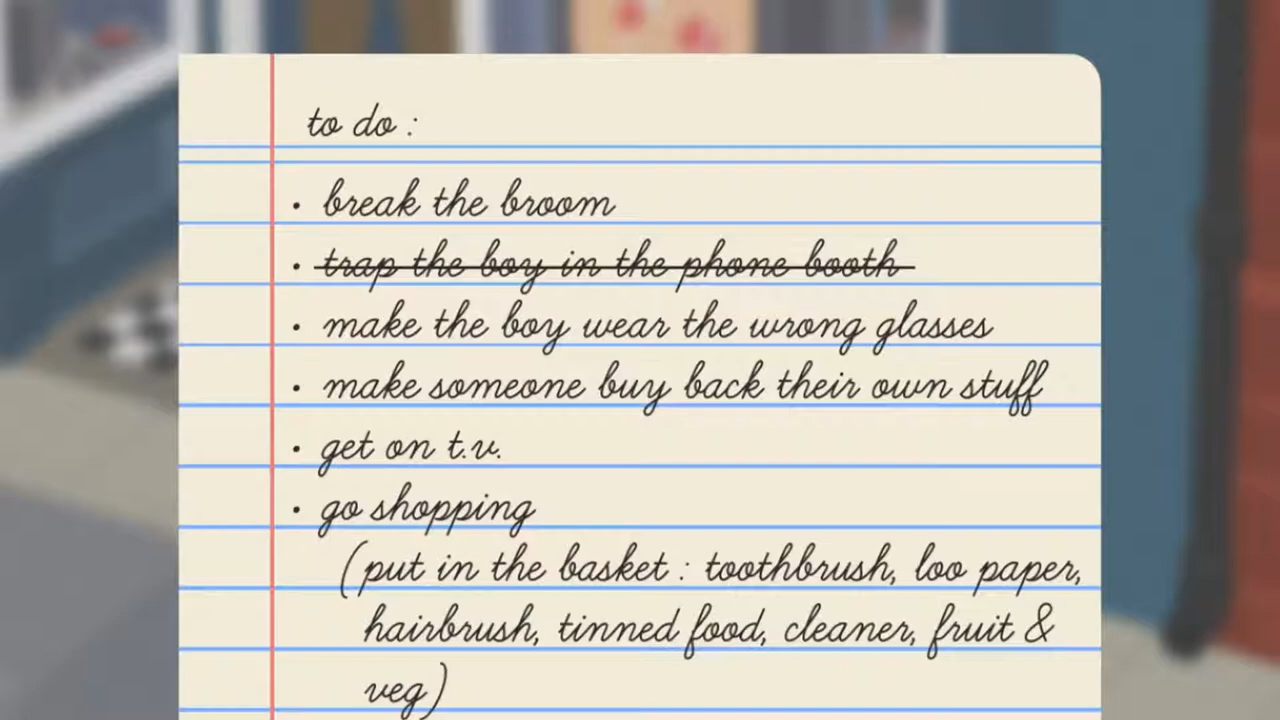 to do :
• break the broom
• trap the boy in the phone booth
• make the boy wear the wrong glasses
• make someone buy back their own stuff
• get on t.v.
• go shopping
(put in the basket : toothbrush, loo paper,
hairbrush, tinned food, cleaner, fruit &
veg)